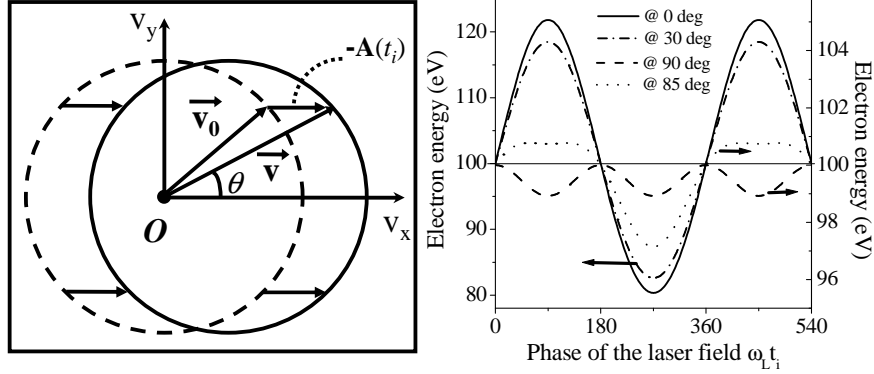 v_y
-A(t_i)
v_0
v
θ
O
v_x
@ 0 deg
@ 30 deg
@ 90 deg
@ 85 deg
Electron energy (eV)
120
110
100
90
80
Electron energy (eV)
104
102
100
98
96
0 180 360 540
Phase of the laser field ω_L t_i